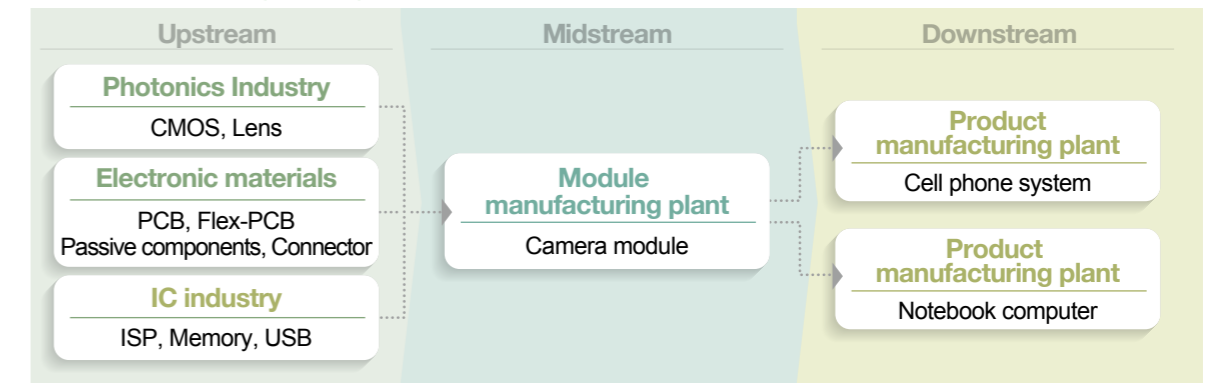 Upstream
Photonics Industry
CMOS, Lens
Electronic materials
PCB, Flex-PCB
Passive components, Connector
IC industry
ISP, Memory, USB
Midstream
Module
manufacturing plant
Camera module
Downstream
Product
manufacturing plant
Cell phone system
Product
manufacturing plant
Notebook computer